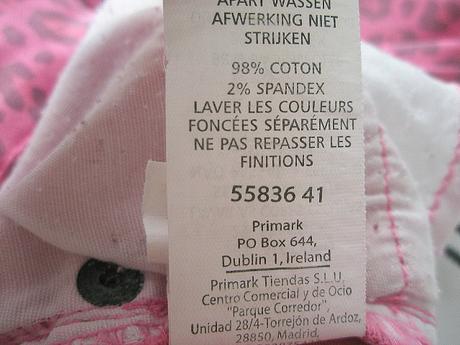 APART WASSEN
AFWERKING NIET
STRIJKEN
98% COTON
2% SPANDEX
LAVER LES COULEURS
FONCÉES SÉPARÉMENT
NE PAS REPASSER LES
FINITIONS
55836 41
Primark
PO Box 644,
Dublin 1, Ireland
Primark Tiendas S.L.U.
Centro Comercial y de Ocio
"Parque Corredor",
Unidad 28/4-Torrejón de Ardoz,
28850, Madrid,